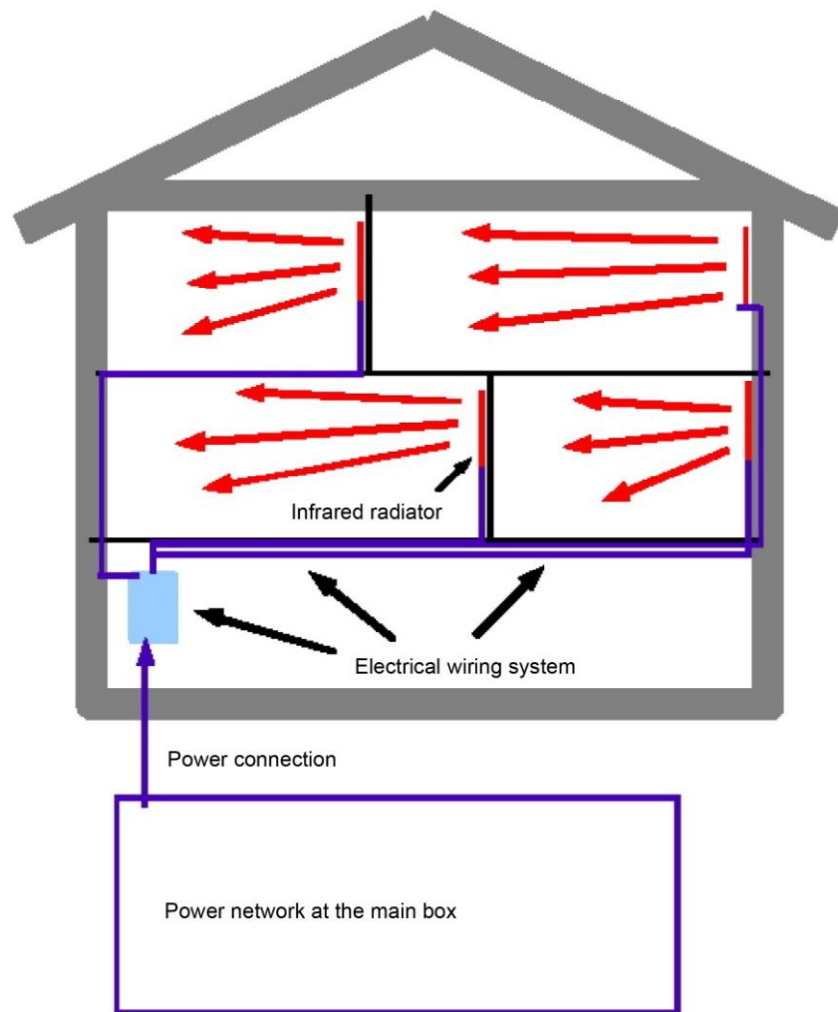 Infrared radiator
Electrical wiring system
Power connection
Power network at the main box